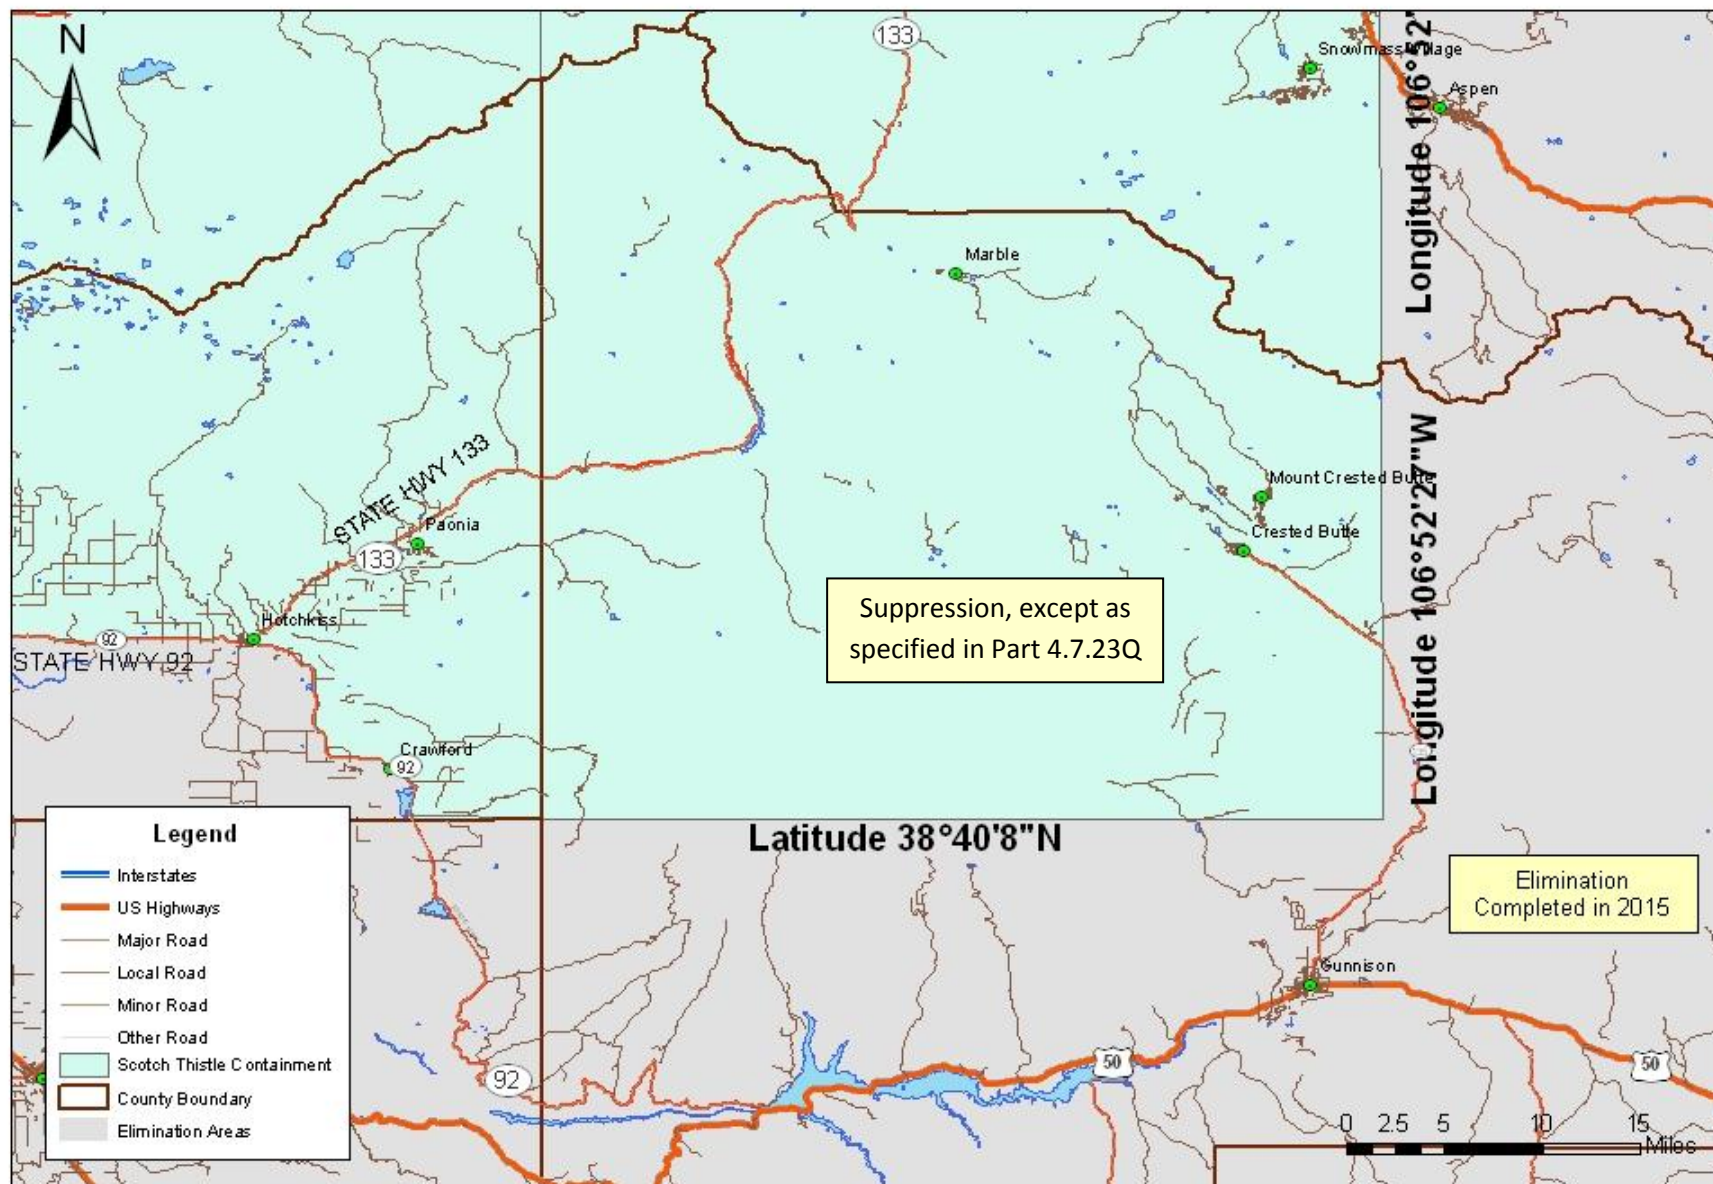 N
133
Snowmass Village
Aspen
Longitude 106°52'
Marble
STATE HWY 133
Paonia
133
Mount Crested Butte
Crested Butte
Longitude 106°52'27"W
Suppression, except as
specified in Part 4.7.23Q
Hotchkiss
92
STATE HWY 92
Crawford
92
Latitude 38°40'8"N
Elimination
Completed in 2015
Gunnison
50
50
92
Legend
Interstates
US Highways
Major Road
Local Road
Minor Road
Other Road
Scotch Thistle Containment
County Boundary
Elimination Areas
0 2.5 5 10 15
Miles